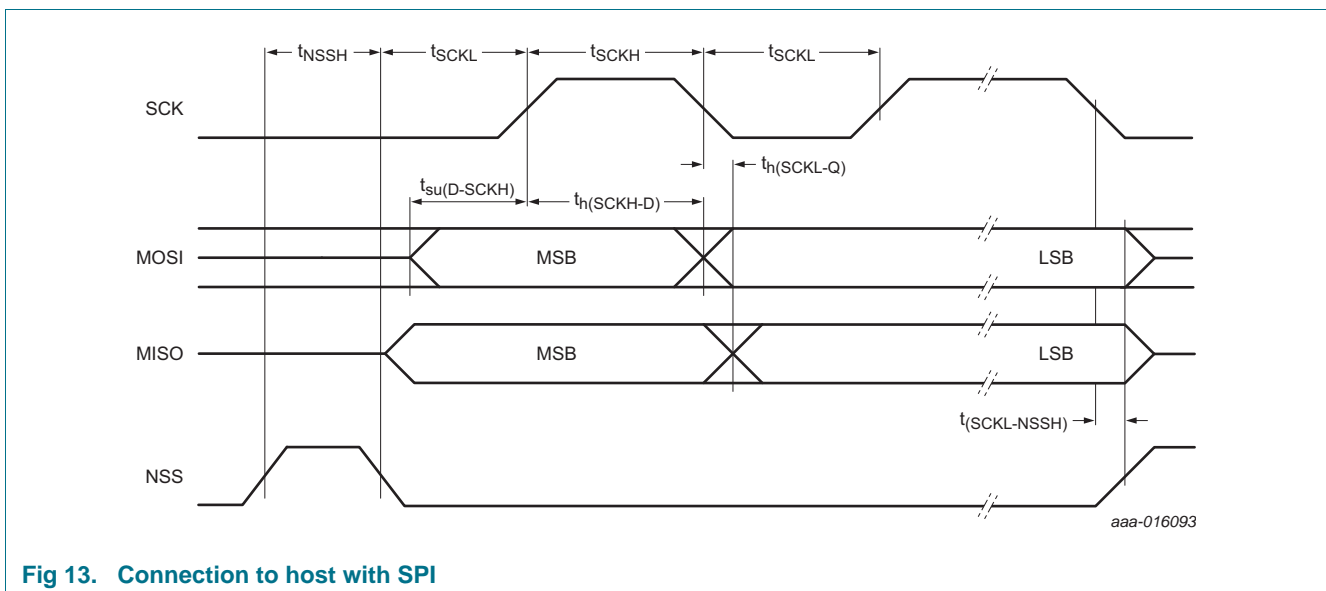 tNSSH tSCKL tSCKH tSCKL
SCK
th(SCKL-Q)
tsu(D-SCKH)
th(SCKH-D)
MOSI MSB LSB
MISO MSB LSB
t(SCKL-NSSH)
NSS
aaa-016093
Fig 13. Connection to host with SPI